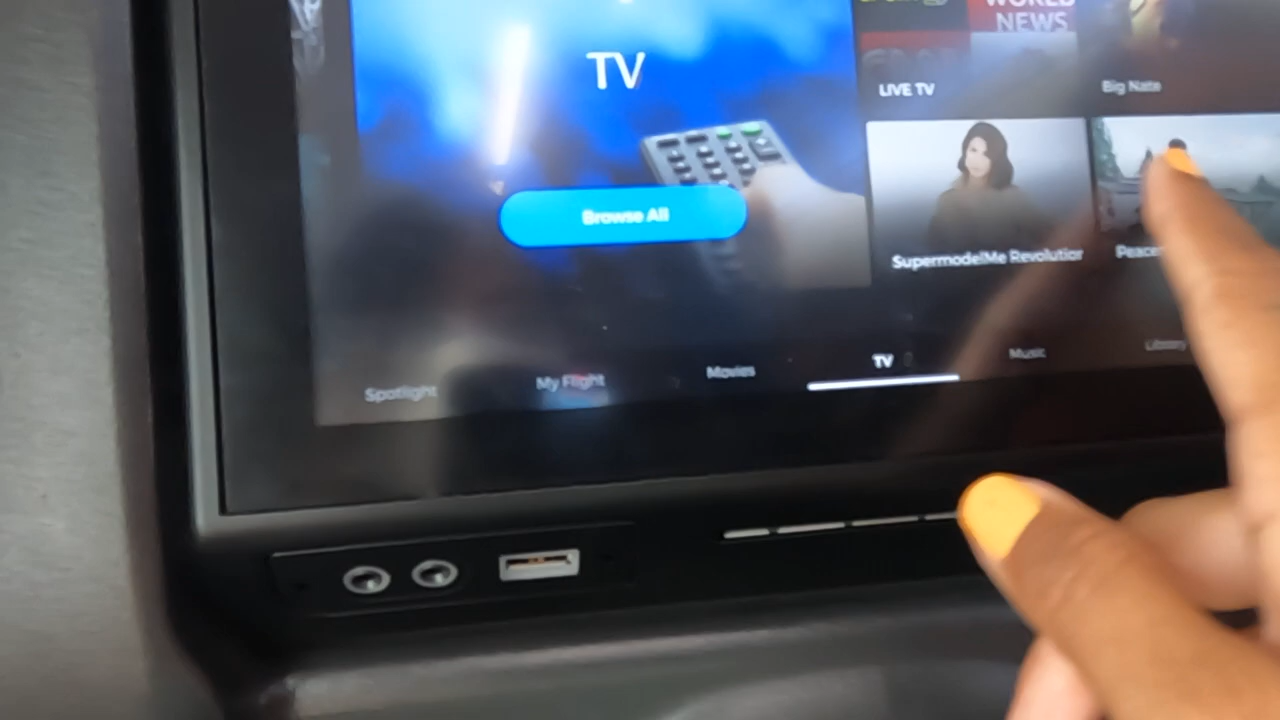 WORLD
NEWS
TV
LIVE TV
Big Nate
Browse All
SupermodelMe Revolution
Spotlight
My Flight
Movies
TV
Music
Library